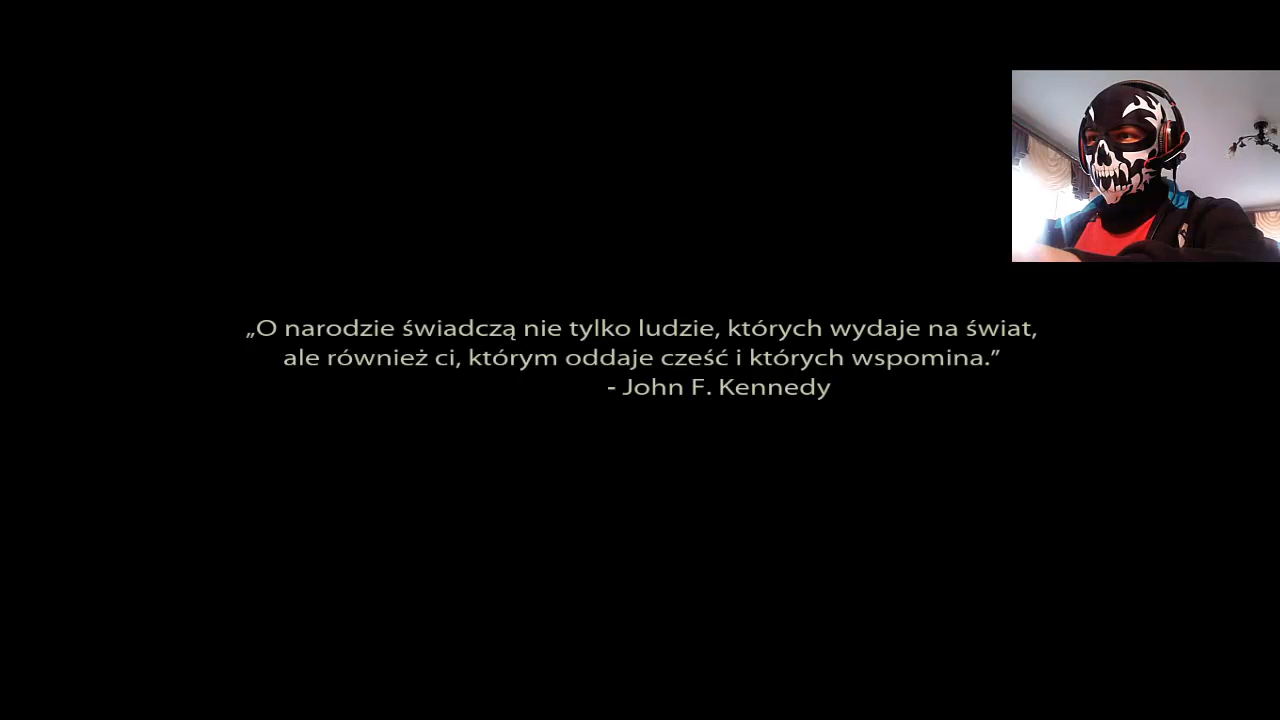 „O narodzie świadczą nie tylko ludzie, których wydaje na świat,
ale również ci, którym oddaje cześć i których wspomina.”
- John F. Kennedy